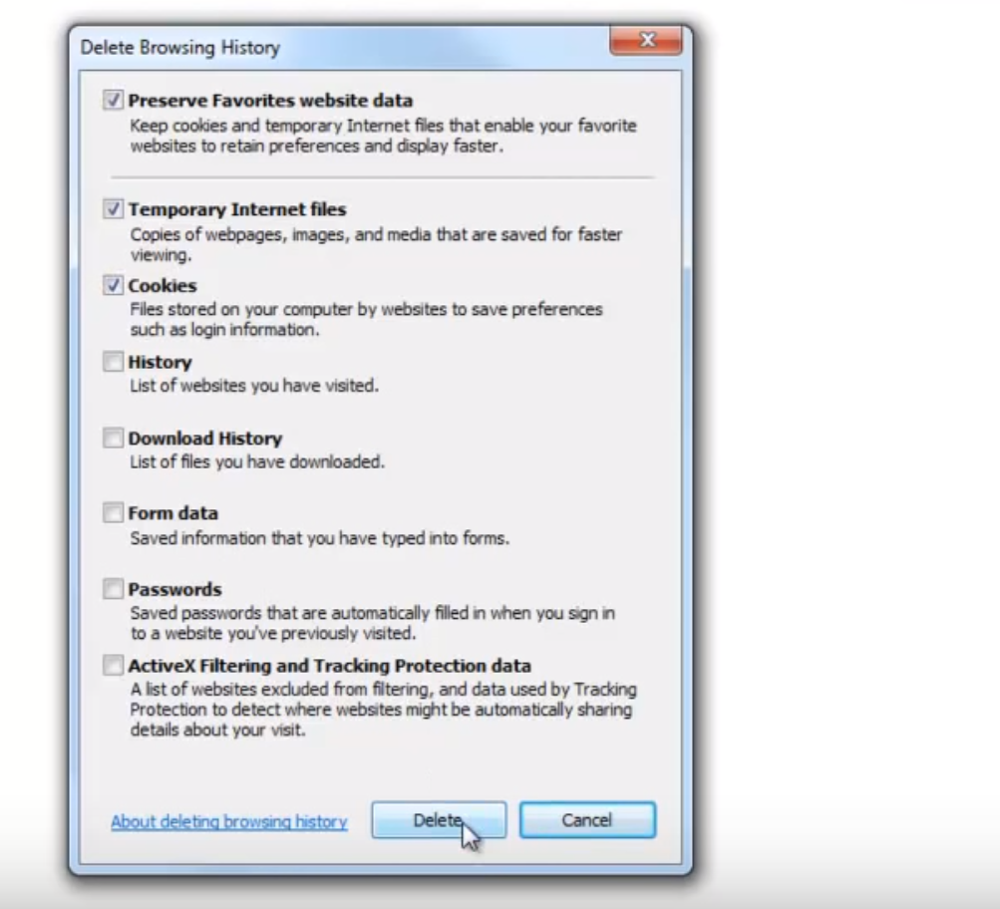 Delete Browsing History
Preserve Favorites website data
Keep cookies and temporary Internet files that enable your favorite
websites to retain preferences and display faster.
Temporary Internet files
Copies of webpages, images, and media that are saved for faster
viewing.
Cookies
Files stored on your computer by websites to save preferences
such as login information.
History
List of websites you have visited.
Download History
List of files you have downloaded.
Form data
Saved information that you have typed into forms.
Passwords
Saved passwords that are automatically filled in when you sign in
to a website you've previously visited.
ActiveX Filtering and Tracking Protection data
A list of websites excluded from filtering, and data used by Tracking
Protection to detect where websites might be automatically sharing
details about your visit.
About deleting browsing history
Delete
Cancel